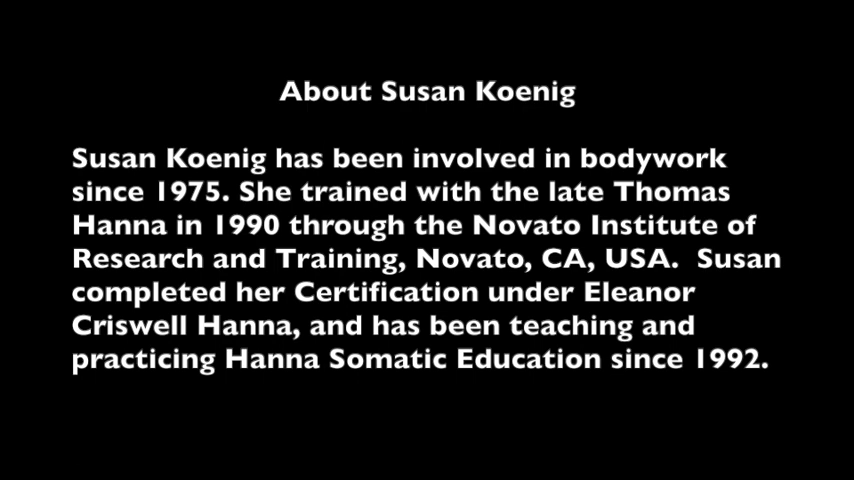 About Susan Koenig
Susan Koenig has been involved in bodywork
since 1975. She trained with the late Thomas
Hanna in 1990 through the Novato Institute of
Research and Training, Novato, CA, USA.  Susan
completed her Certification under Eleanor
Criswell Hanna, and has been teaching and
practicing Hanna Somatic Education since 1992.